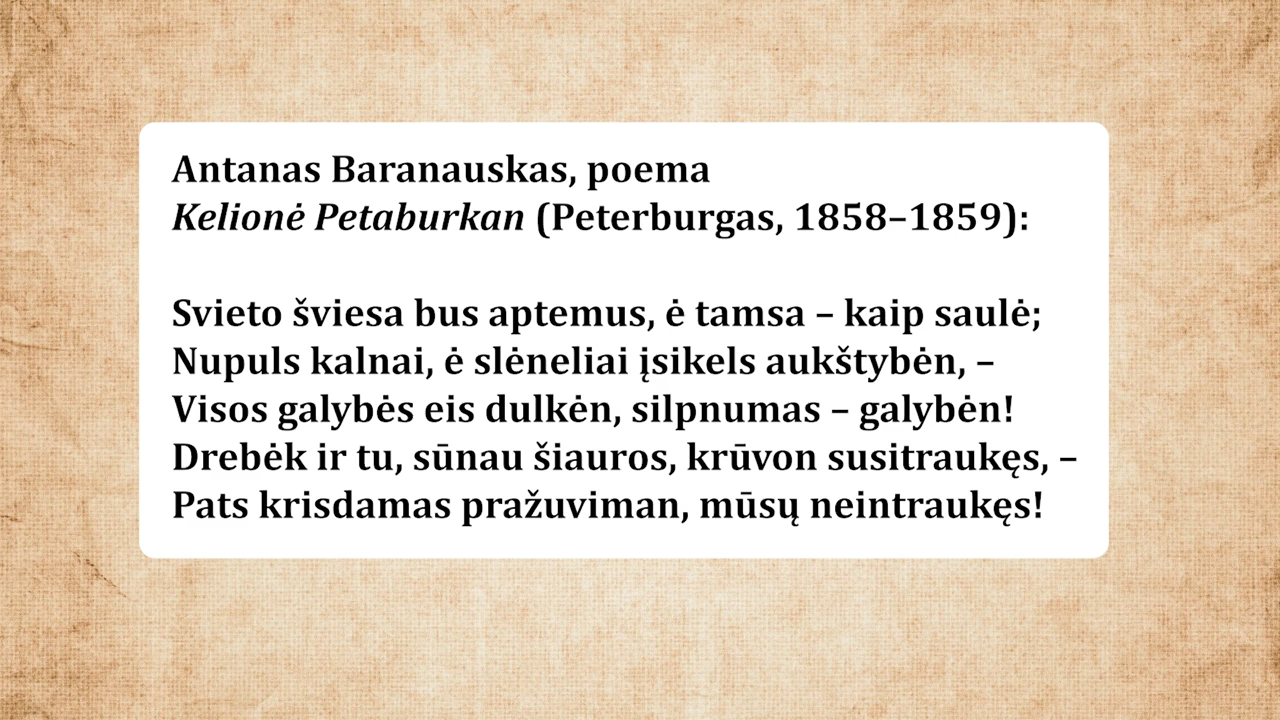 Antanas Baranauskas, poema
Kelionė Petaburkan (Peterburgas, 1858–1859):
Svieto šviesa bus aptemus, ė tamsa – kaip saulė;
Nupuls kalnai, ė slėneliai įsikels aukštybėn, –
Visos galybės eis dulkėn, silpnumas – galybėn!
Drebėk ir tu, sūnau šiauros, krūvon susitraukęs, –
Pats krisdamas pražuviman, mūsų neintraukęs!